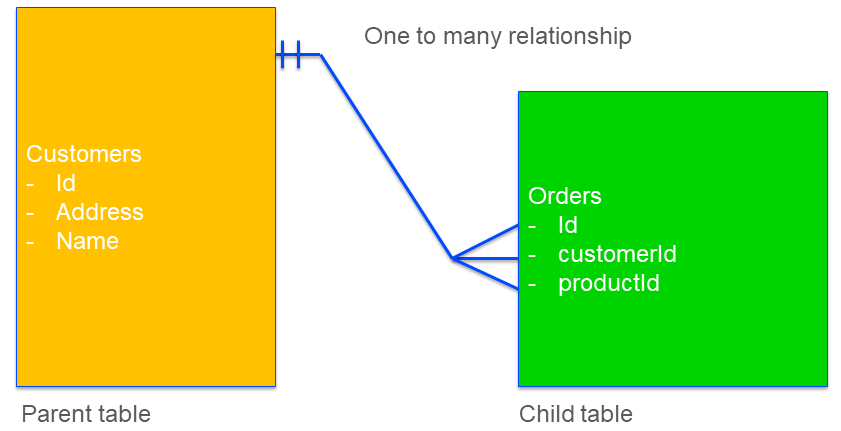 One to many relationship
Customers
- Id
- Address
- Name
Orders
- Id
- customerId
- productId
Parent table
Child table